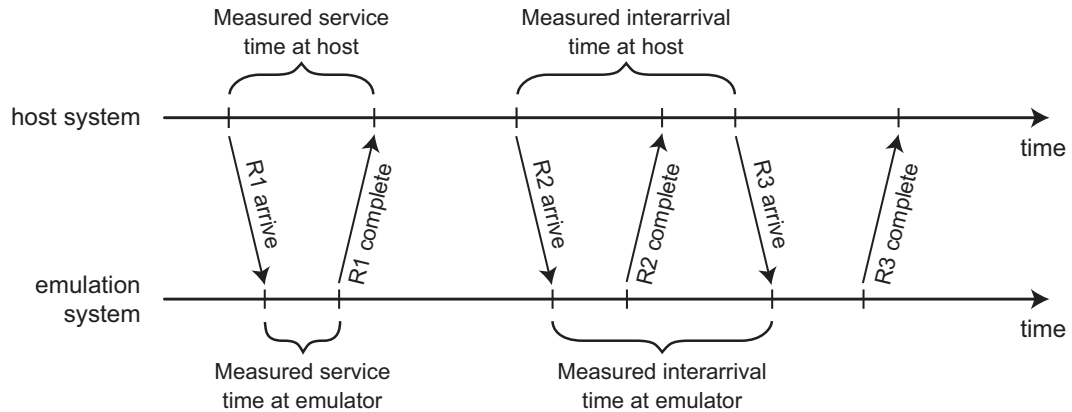 Measured service
time at host
Measured interarrival
time at host
host system
time
R1 arrive
R1 complete
R2 arrive
R2 complete
R3 arrive
R3 complete
emulation
system
time
Measured service
time at emulator
Measured interarrival
time at emulator